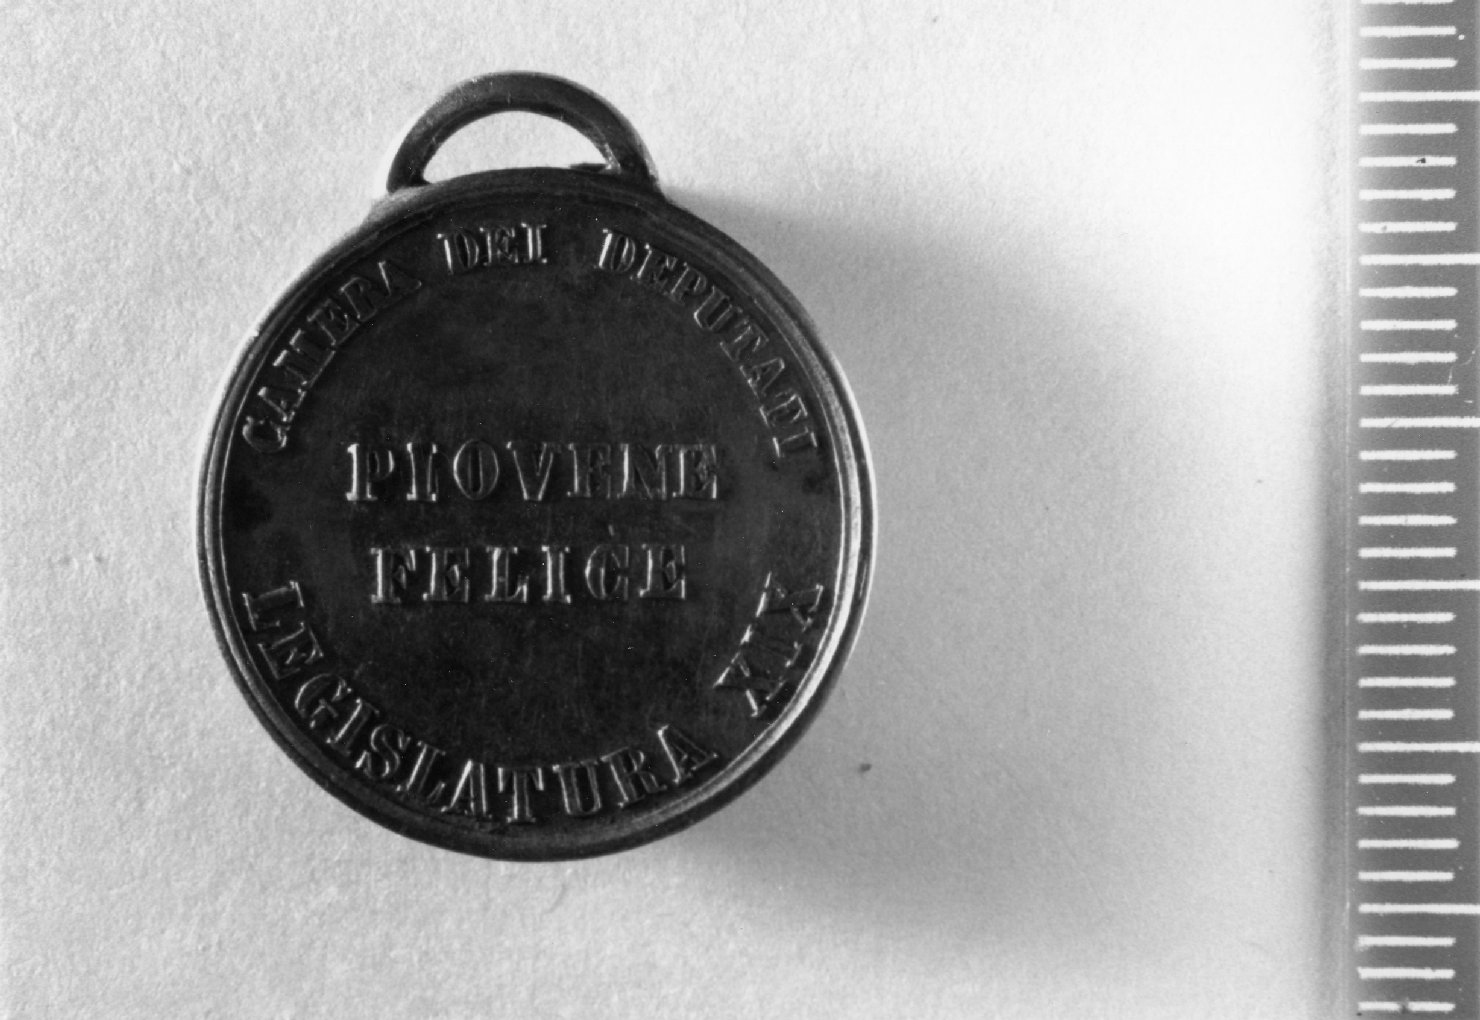 CAMERA DEI DEPUTATI
PIOVENE
FELICE
LEGISLATURA XIX